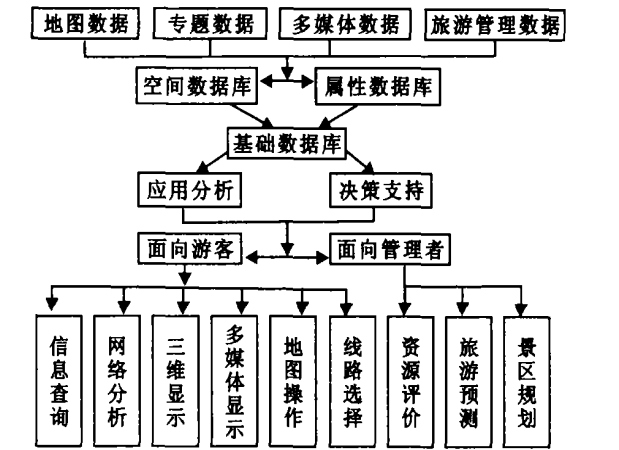 地图数据
专题数据
多媒体数据
旅游管理数据
空间数据库
属性数据库
基础数据库
应用分析
决策支持
面向游客
面向管理者
信息查询
网络分析
三维显示
多媒体显示
地图操作
线路选择
资源评价
旅游预测
景区规划